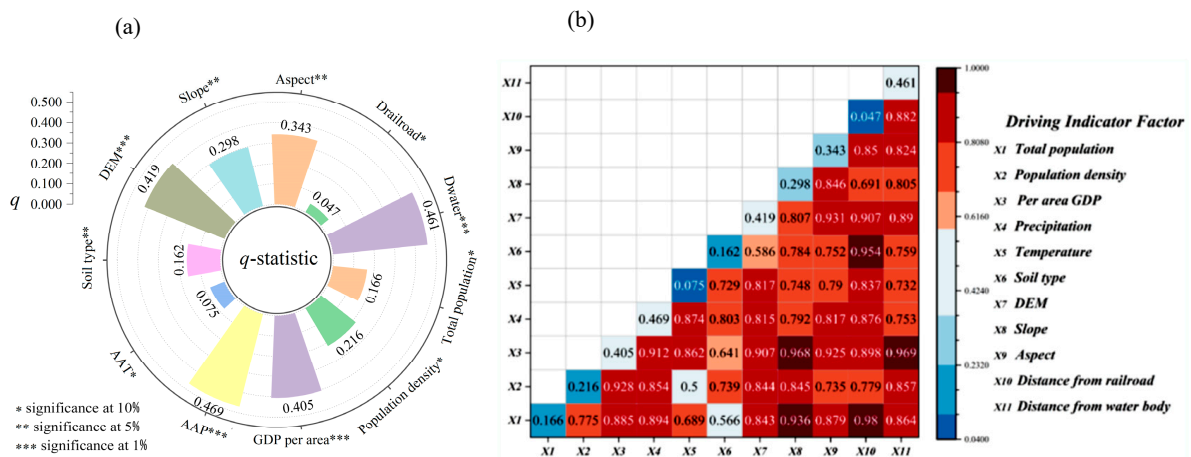 (a)
(b)
0.500
0.400
0.300
0.200
0.100
0.000
q
Aspect**
Drailroad*
Dwater***
Total population*
Population density*
GDP per area***
AAP***
AAT*
Soil type**
DEM***
Slope**
0.343
0.047
0.461
0.166
0.216
0.405
0.469
0.075
0.162
0.419
0.298
q-statistic
* significance at 10%
** significance at 5%
*** significance at 1%
X11 0.461
X10 0.047 0.882
X9 0.343 0.85 0.824
X8 0.298 0.846 0.691 0.805
X7 0.419 0.807 0.931 0.907 0.89
X6 0.162 0.586 0.784 0.752 0.954 0.759
X5 0.075 0.729 0.817 0.748 0.79 0.837 0.732
X4 0.469 0.874 0.803 0.815 0.792 0.817 0.876 0.753
X3 0.405 0.912 0.862 0.641 0.907 0.968 0.925 0.898 0.969
X2 0.216 0.928 0.854 0.5 0.739 0.844 0.845 0.735 0.779 0.857
X1 0.166 0.775 0.885 0.894 0.689 0.566 0.843 0.936 0.879 0.98 0.864
X1 X2 X3 X4 X5 X6 X7 X8 X9 X10 X11
1.0000
0.8080
0.6160
0.4240
0.2320
0.0400
Driving Indicator Factor
X1 Total population
X2 Population density
X3 Per area GDP
X4 Precipitation
X5 Temperature
X6 Soil type
X7 DEM
X8 Slope
X9 Aspect
X10 Distance from railroad
X11 Distance from water body